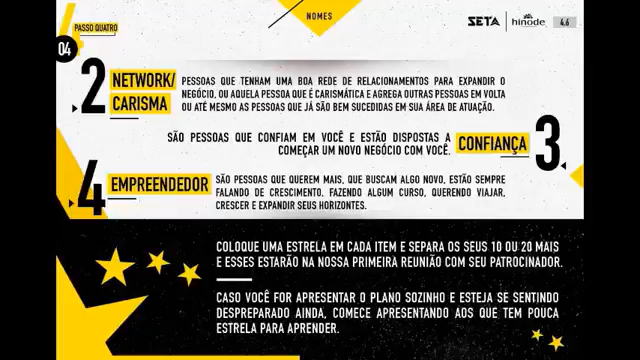 PASSO QUATRO
NOMES
SETA
hinode
4.6
04
2
NETWORK/
CARISMA
PESSOAS QUE TENHAM UMA BOA REDE DE RELACIONAMENTOS PARA EXPANDIR O
NEGÓCIO, OU AQUELA PESSOA QUE É CARISMÁTICA E AGREGA OUTRAS PESSOAS EM VOLTA
OU ATÉ MESMO AS PESSOAS QUE JÁ SÃO BEM SUCEDIDAS EM SUA ÁREA DE ATUAÇÃO.
SÃO PESSOAS QUE CONFIAM EM VOCÊ E ESTÃO DISPOSTAS A
COMEÇAR UM NOVO NEGÓCIO COM VOCÊ.
CONFIANÇA
3
4
EMPREENDEDOR
SÃO PESSOAS QUE QUEREM MAIS, QUE BUSCAM ALGO NOVO, ESTÃO SEMPRE
FALANDO DE CRESCIMENTO, FAZENDO ALGUM CURSO, QUERENDO VIAJAR,
CRESCER E EXPANDIR SEUS HORIZONTES.
COLOQUE UMA ESTRELA EM CADA ITEM E SEPARA OS SEUS 10 OU 20 MAIS
E ESSES ESTARÃO NA NOSSA PRIMEIRA REUNIÃO COM SEU PATROCINADOR.
CASO VOCÊ FOR APRESENTAR O PLANO SOZINHO E ESTEJA SE SENTINDO
DESPREPARADO AINDA, COMECE APRESENTANDO AOS QUE TEM POUCA
ESTRELA PARA APRENDER.